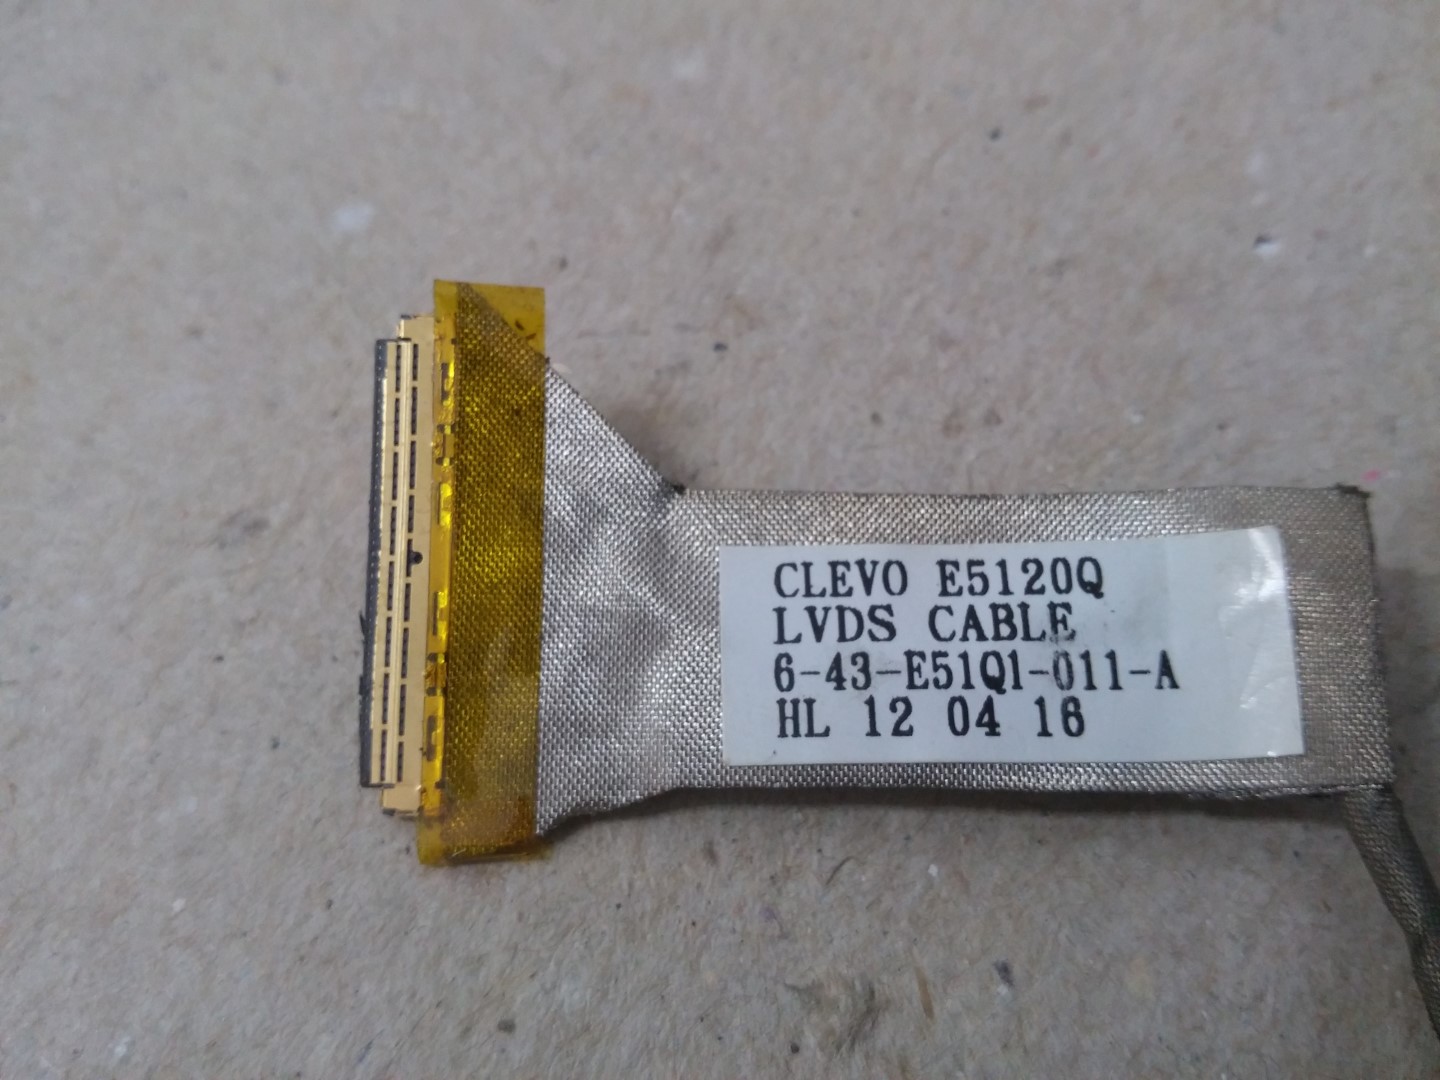 CLEVO E5120Q
LVDS CABLE
6-43-E51Q1-011-A
HL 12 04 16